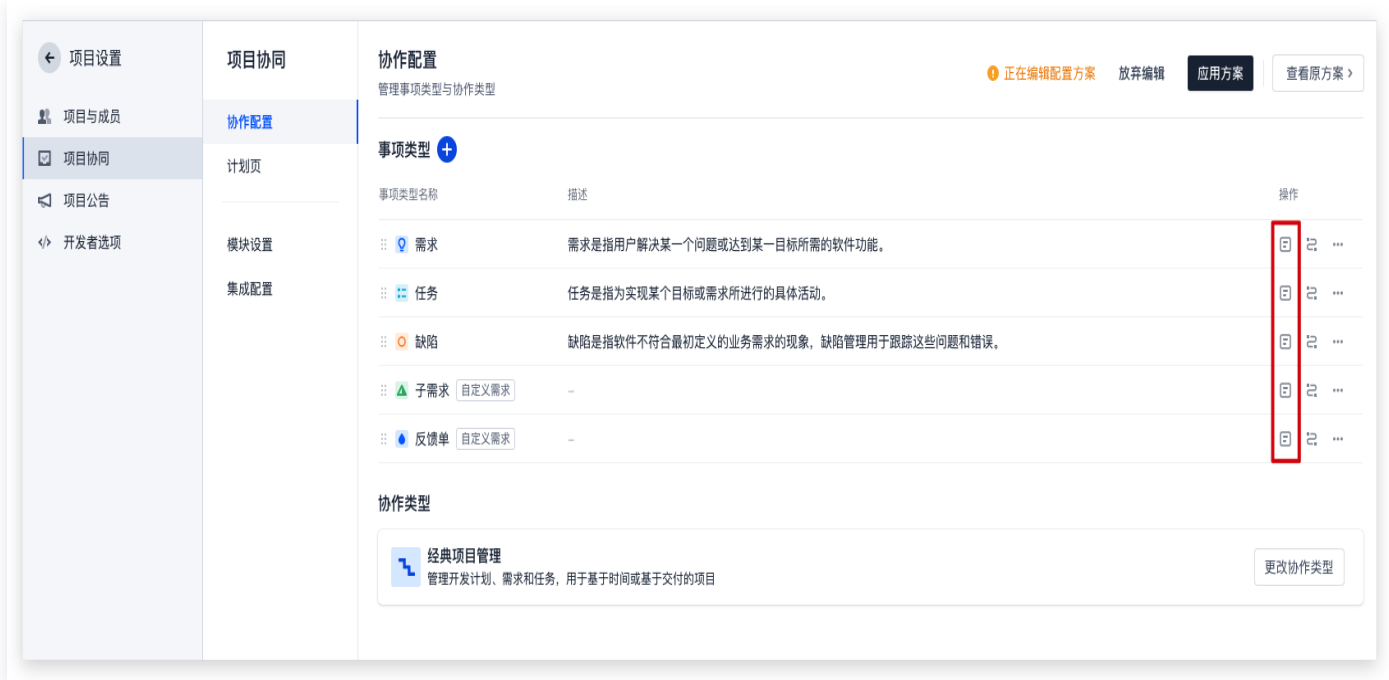 项目设置
项目与成员
项目协同
项目公告
开发者选项
项目协同
协作配置
计划页
模块设置
集成配置
协作配置
管理事项类型与协作类型
正在编辑配置方案 放弃编辑 应用方案 查看原方案
事项类型
事项类型名称 描述 操作
需求 需求是指用户解决某一个问题或达到某一目标所需的软件功能。
任务 任务是指为实现某个目标或需求所进行的具体活动。
缺陷 缺陷是指软件不符合最初定义的业务需求的现象，缺陷管理用于跟踪这些问题和错误。
子需求 自定义需求 –
反馈单 自定义需求 –
协作类型
经典项目管理
管理开发计划、需求和任务，用于基于时间或基于交付的项目
更改协作类型